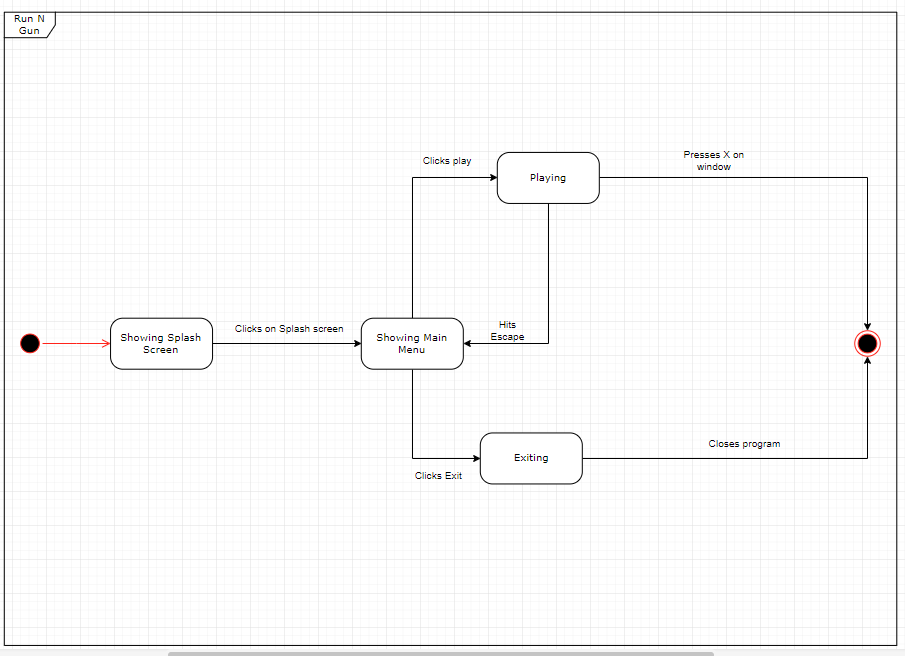 Run N
Gun
Clicks play
Playing
Presses X on
window
Showing Splash
Screen
Clicks on Splash screen
Showing Main
Menu
Hits
Escape
Clicks Exit
Exiting
Closes program